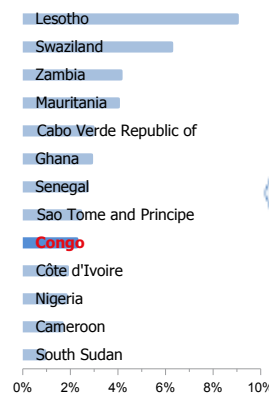 Lesotho
Swaziland
Zambia
Mauritania
Cabo Verde Republic of
Ghana
Senegal
Sao Tome and Principe
Congo
Côte d'Ivoire
Nigeria
Cameroon
South Sudan
0% 2% 4% 6% 8% 10%